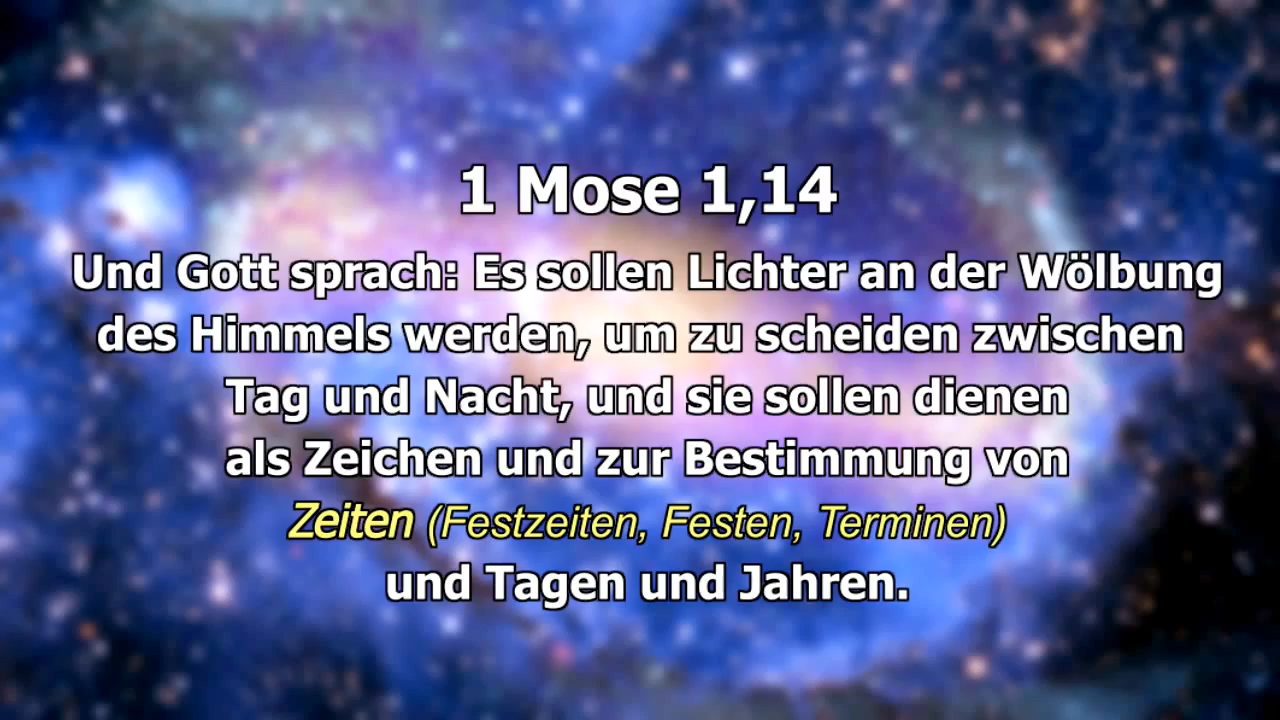 1 Mose 1,14
Und Gott sprach: Es sollen Lichter an der Wölbung
des Himmels werden, um zu scheiden zwischen
Tag und Nacht, und sie sollen dienen
als Zeichen und zur Bestimmung von
Zeiten (Festzeiten, Festen, Terminen)
und Tagen und Jahren.